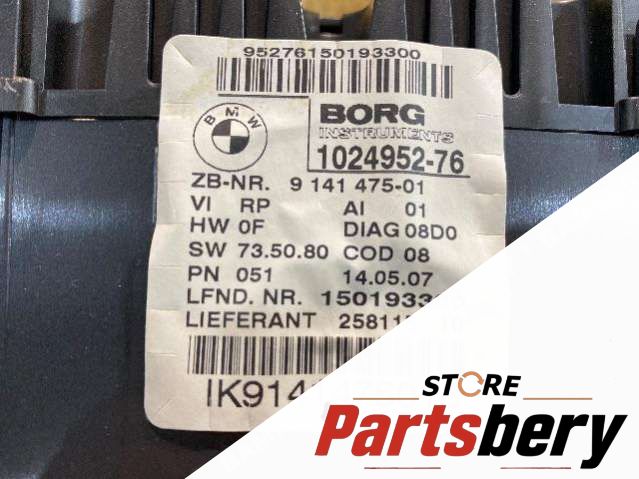 95276150193300
BMW
BORG
INSTRUMENTS
1024952-76
ZB-NR. 9 141 475-01
VI RP AI 01
HW 0F DIAG 08D0
SW 73.50.80 COD 08
PN 051 14.05.07
LFND. NR.
LIEFERANT
STORE
Partsbery